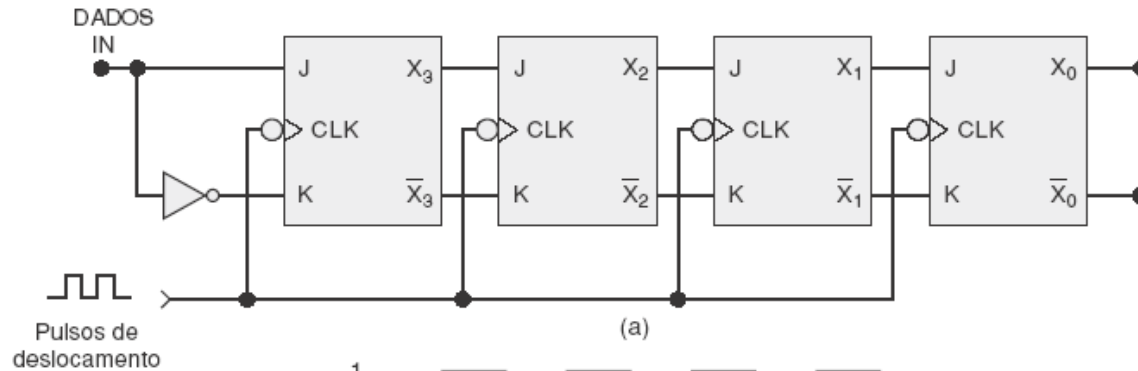 DADOS
IN
J X₃ J X₂ J X₁ J X₀
CLK CLK CLK CLK
K X̅₃ K X̅₂ K X̅₁ K X̅₀
(a)
Pulsos de
deslocamento
1